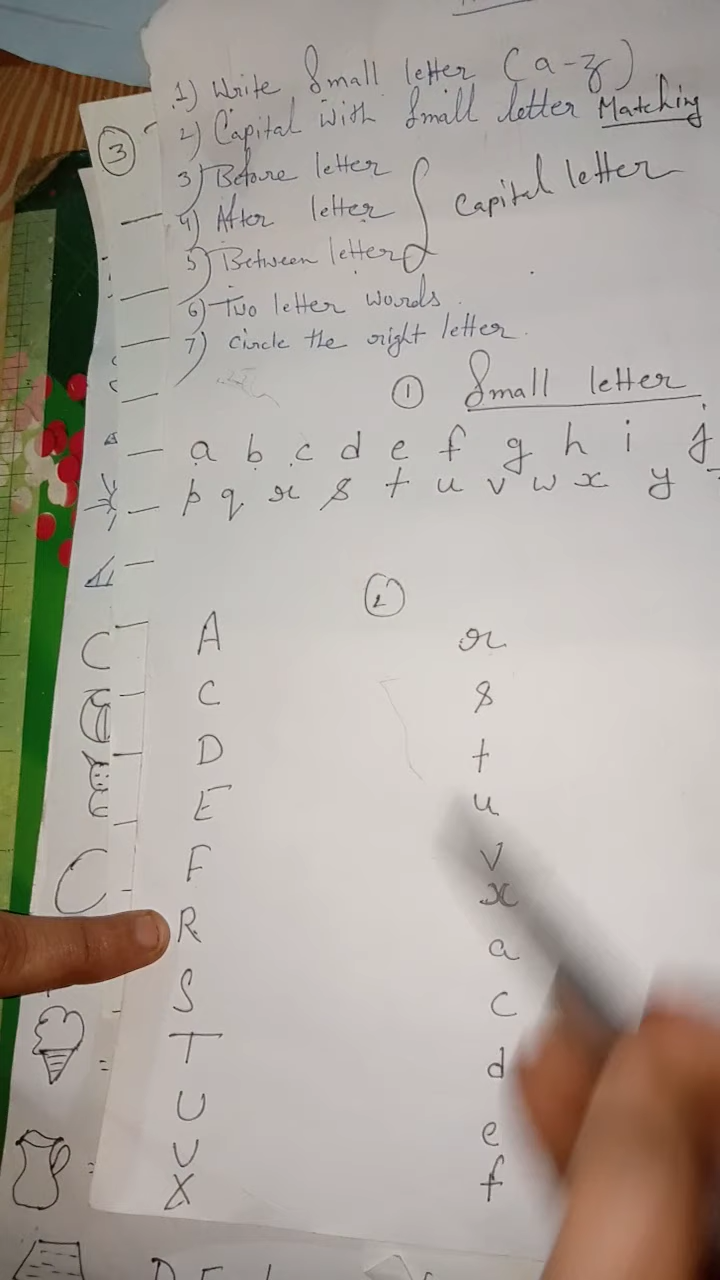 1) Write Small letter (a-z)
2) Capital with Small letter Matching
3) Before letter
4) After letter
5) Between letter
Capital letter
6) Two letter words.
7) Circle the right letter.
3
① Small letter
a b c d e f g h i j
p q r s t u v w x y
②
A r
C s
D t
E u
F v
R x
S a
T c
U d
V e
X f